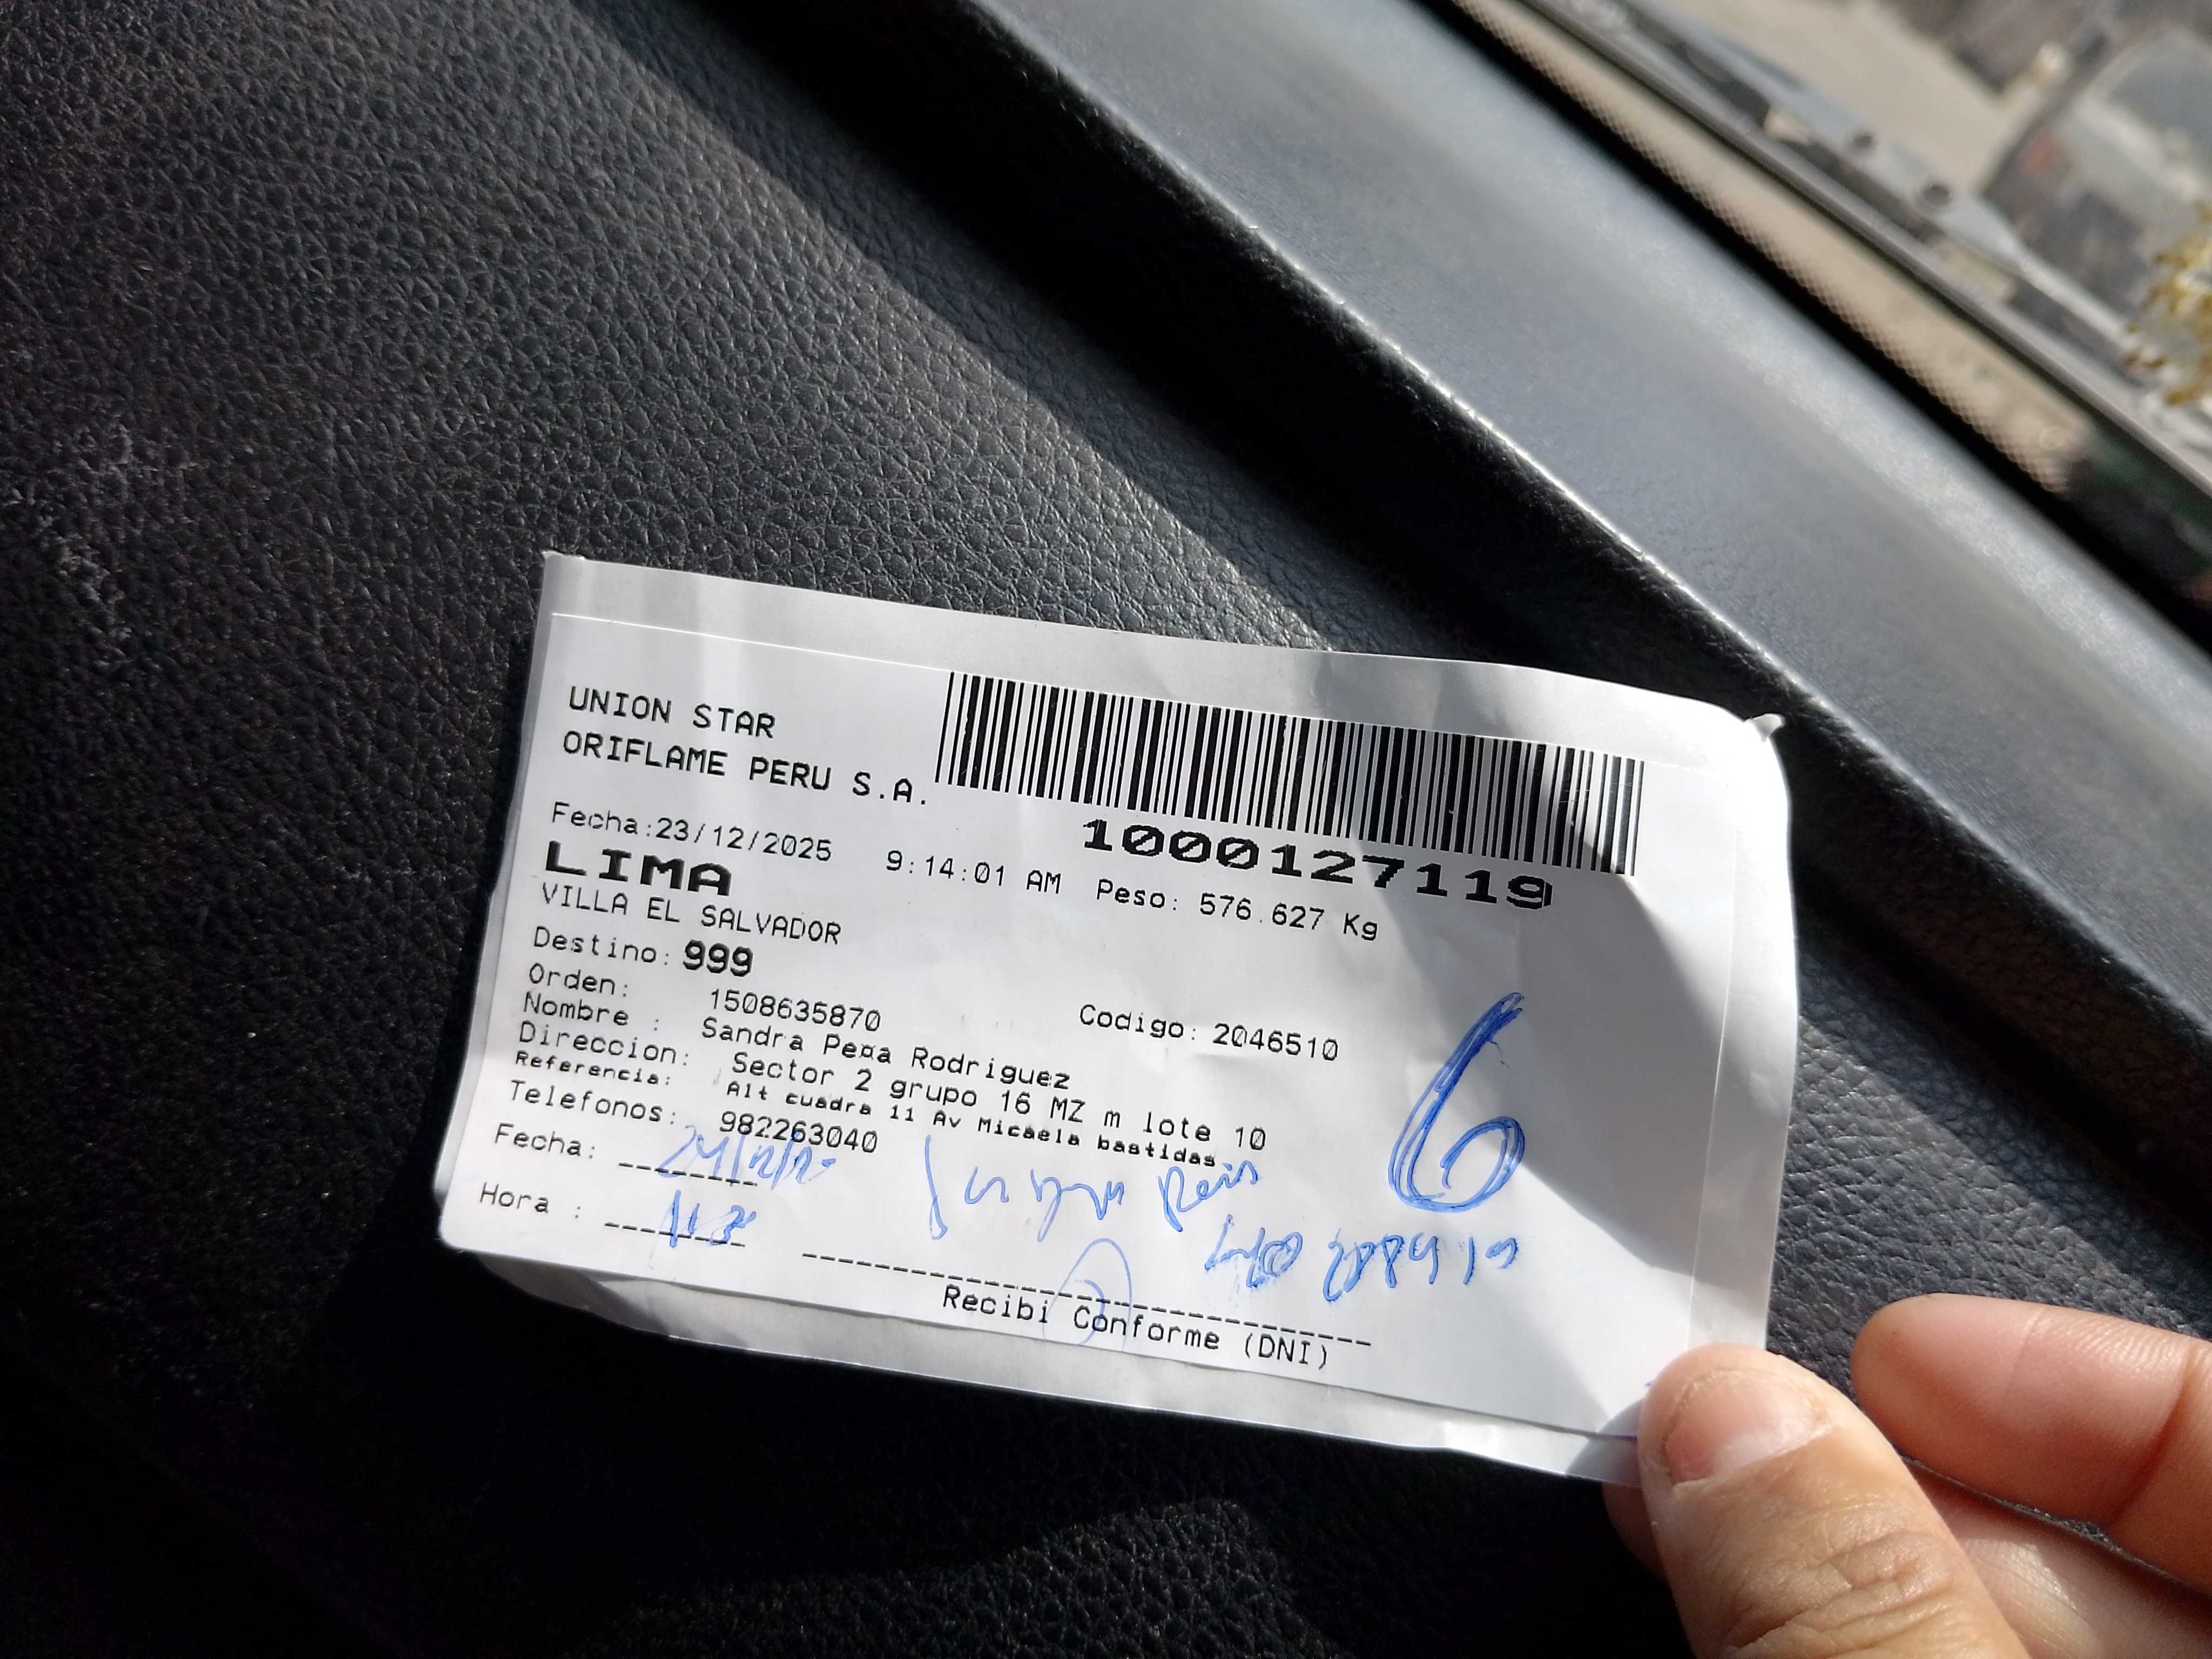 UNION STAR
ORIFLAME PERU S.A.
1000127119
Fecha:23/12/2025 9:14:01 AM Peso: 576.627 Kg
LIMA
VILLA EL SALVADOR
Destino: 999
Orden: 1508635870 Codigo: 2046510
Nombre : Sandra Peña Rodriguez
Direccion: Sector 2 grupo 16 MZ m lote 10
Referencia: Alt cuadra 11 Av Micaela bastidas
Telefonos: 982263040
6
Fecha:
Hora :
Recibi Conforme (DNI)